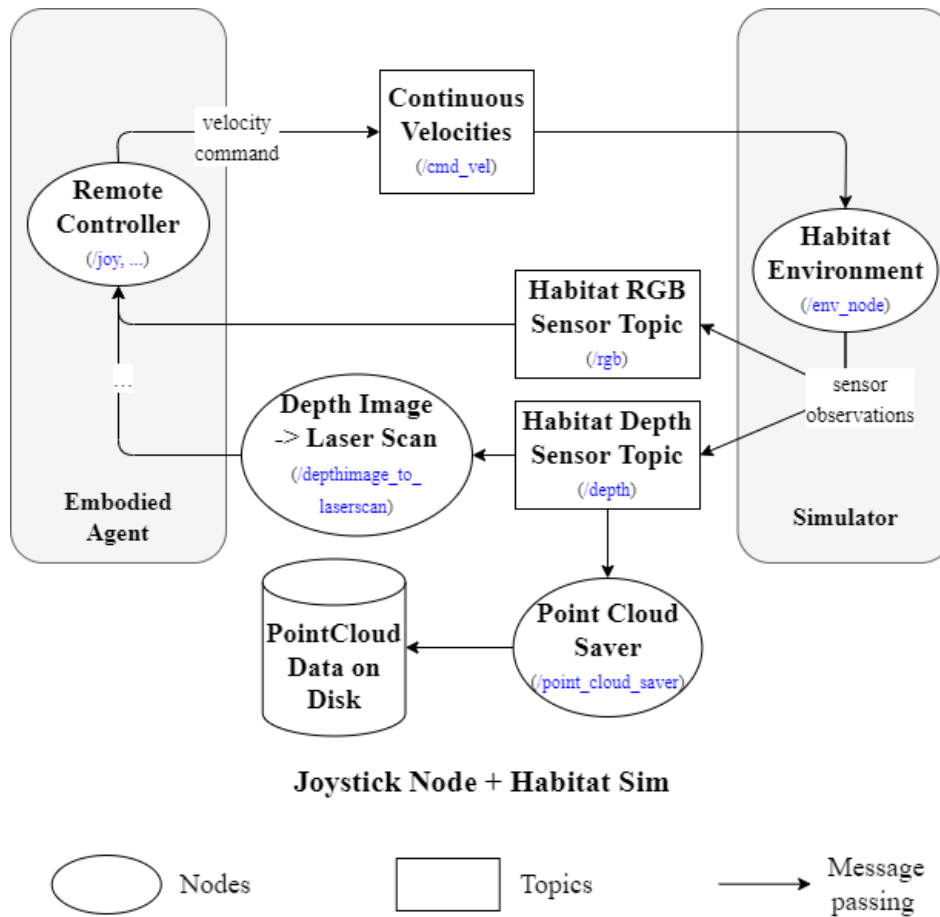 Continuous
Velocities
(/cmd_vel)
velocity
command
Remote
Controller
(/joy, ...)
Habitat
Environment
(/env_node)
Habitat RGB
Sensor Topic
(/rgb)
...
sensor
observations
Depth Image
-> Laser Scan
(/depthimage_to_
laserscan)
Habitat Depth
Sensor Topic
(/depth)
Embodied
Agent
Simulator
PointCloud
Data on
Disk
Point Cloud
Saver
(/point_cloud_saver)
Joystick Node + Habitat Sim
Nodes
Topics
Message
passing